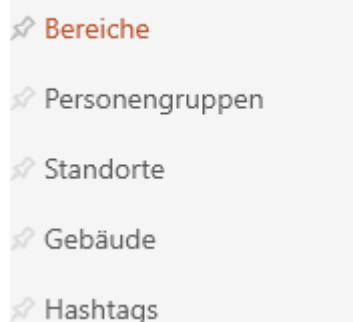 Bereiche
Personengruppen
Standorte
Gebäude
Hashtags